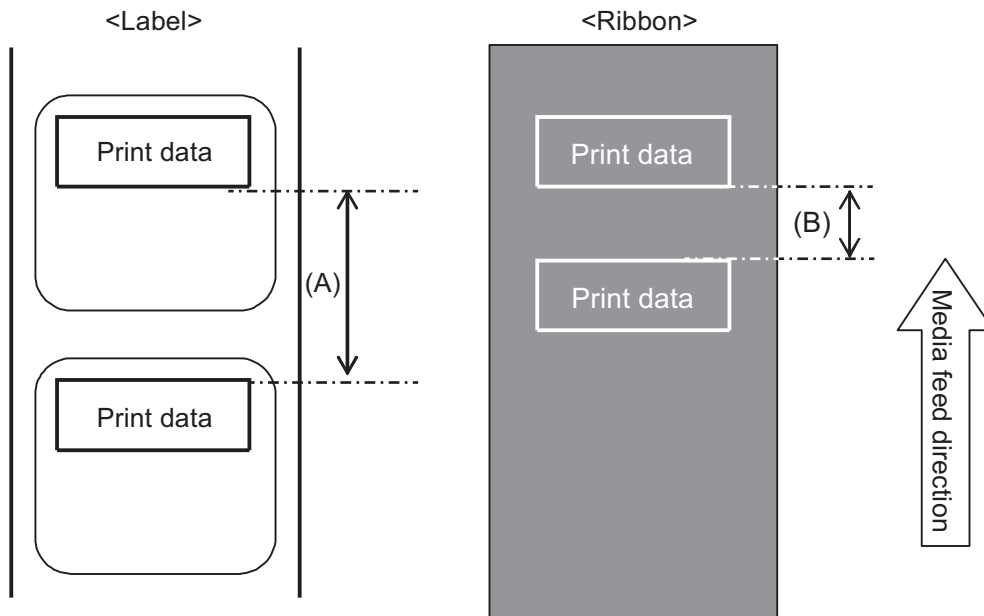 <Label>
Print data
(A)
Print data
<Ribbon>
Print data
(B)
Print data
Media feed direction